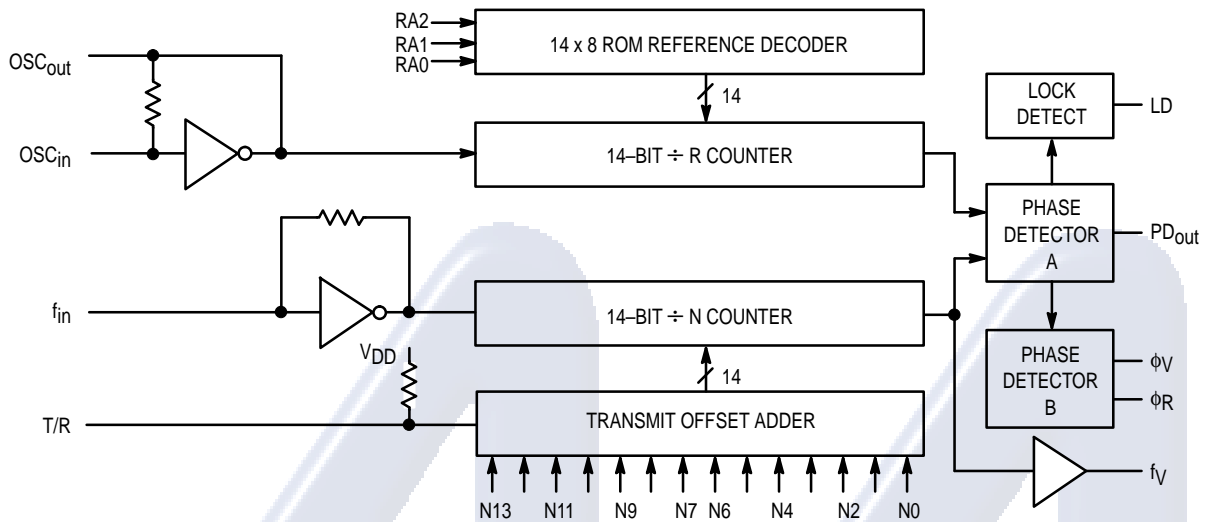 RA2
RA1
RA0
14 x 8 ROM REFERENCE DECODER
OSCout
14
LOCK
DETECT
LD
OSCin
14–BIT ÷ R COUNTER
PHASE
DETECTOR
A
PDout
fin
14–BIT ÷ N COUNTER
VDD
14
PHASE
DETECTOR
B
ϕV
ϕR
T/R
TRANSMIT OFFSET ADDER
fV
N13 N11 N9 N7 N6 N4 N2 N0